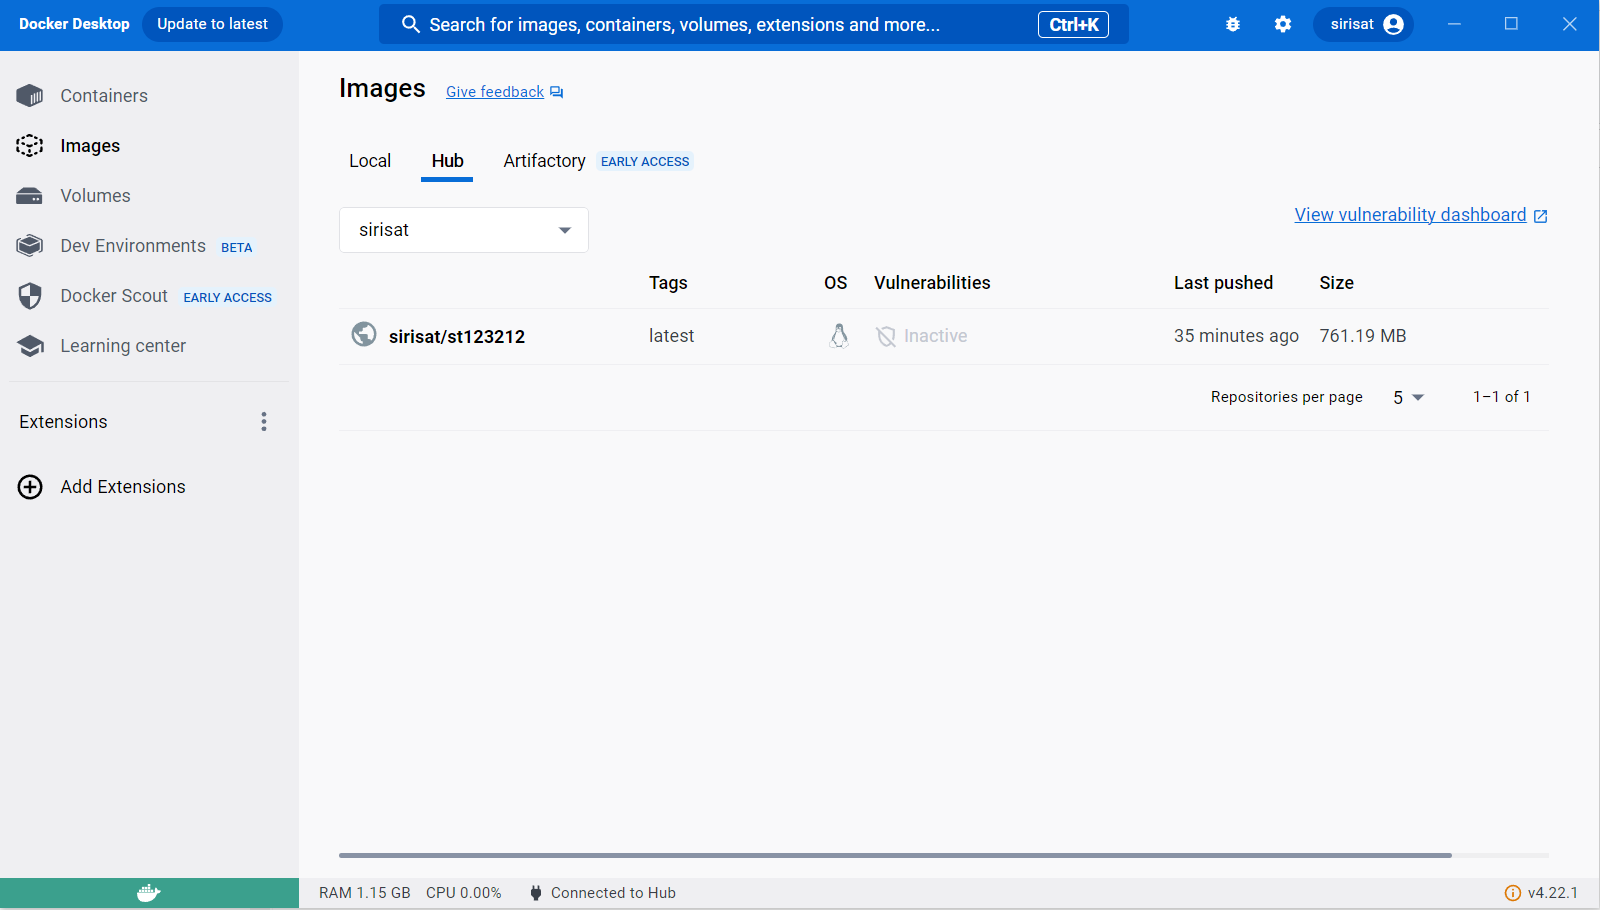 Docker Desktop Update to latest Search for images, containers, volumes, extensions and more... Ctrl+K sirisat
Containers
Images
Volumes
Dev Environments BETA
Docker Scout EARLY ACCESS
Learning center
Extensions
Add Extensions
Images Give feedback
Local Hub Artifactory EARLY ACCESS
sirisat
View vulnerability dashboard
Tags OS Vulnerabilities Last pushed Size
sirisat/st123212 latest Inactive 35 minutes ago 761.19 MB
Repositories per page 5 1–1 of 1
RAM 1.15 GB CPU 0.00% Connected to Hub v4.22.1